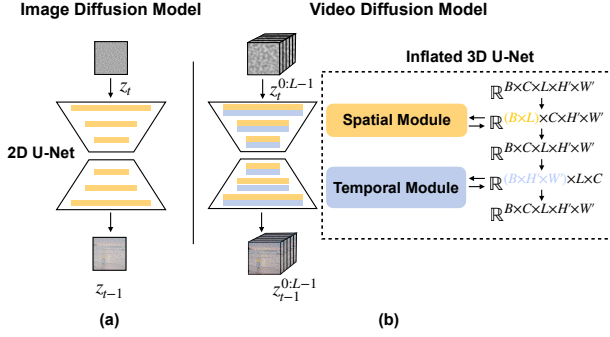 Image Diffusion Model
Video Diffusion Model
z_t
2D U-Net
z_{t-1}
(a)
z_t^{0:L-1}
z_{t-1}^{0:L-1}
Inflated 3D U-Net
ℝ^{B×C×L×H′×W′}
Spatial Module
ℝ^{(B×L)×C×H′×W′}
ℝ^{B×C×L×H′×W′}
Temporal Module
ℝ^{(B×H′×W′)×L×C}
ℝ^{B×C×L×H′×W′}
(b)